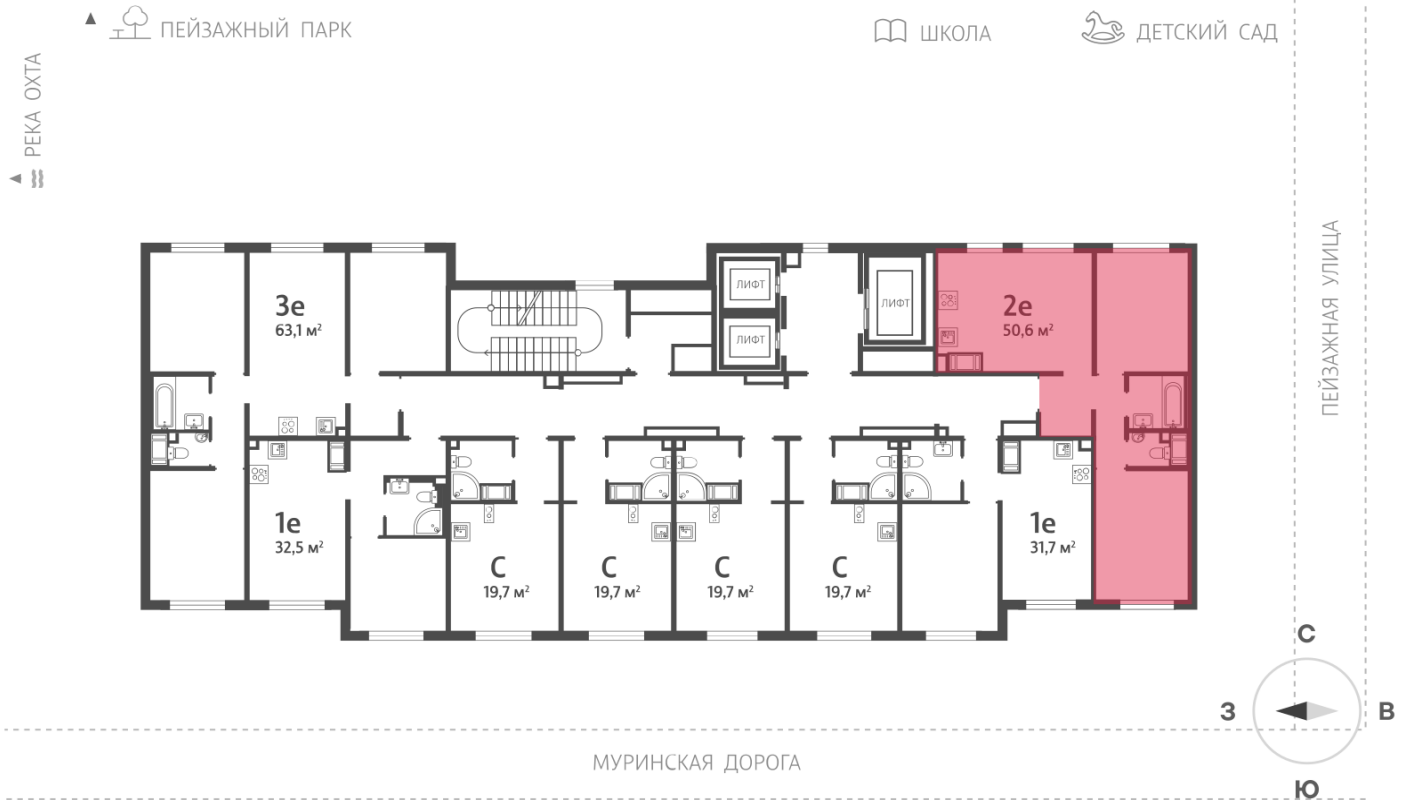 ПЕЙЗАЖНЫЙ ПАРК
ШКОЛА
ДЕТСКИЙ САД
РЕКА ОХТА
ПЕЙЗАЖНАЯ УЛИЦА
3е
63,1 м²
ЛИФТ
ЛИФТ
ЛИФТ
2е
50,6 м²
1е
32,5 м²
С
19,7 м²
С
19,7 м²
С
19,7 м²
С
19,7 м²
1е
31,7 м²
С
З
В
Ю
МУРИНСКАЯ ДОРОГА